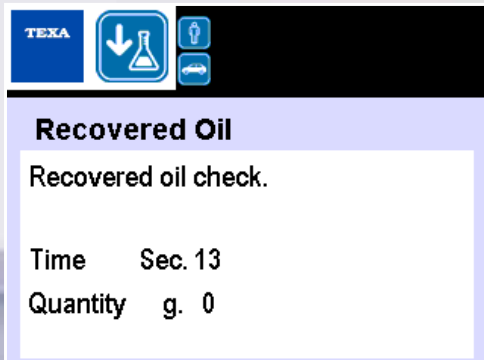 TEXA
Recovered Oil
Recovered oil check.
Time Sec. 13
Quantity g. 0